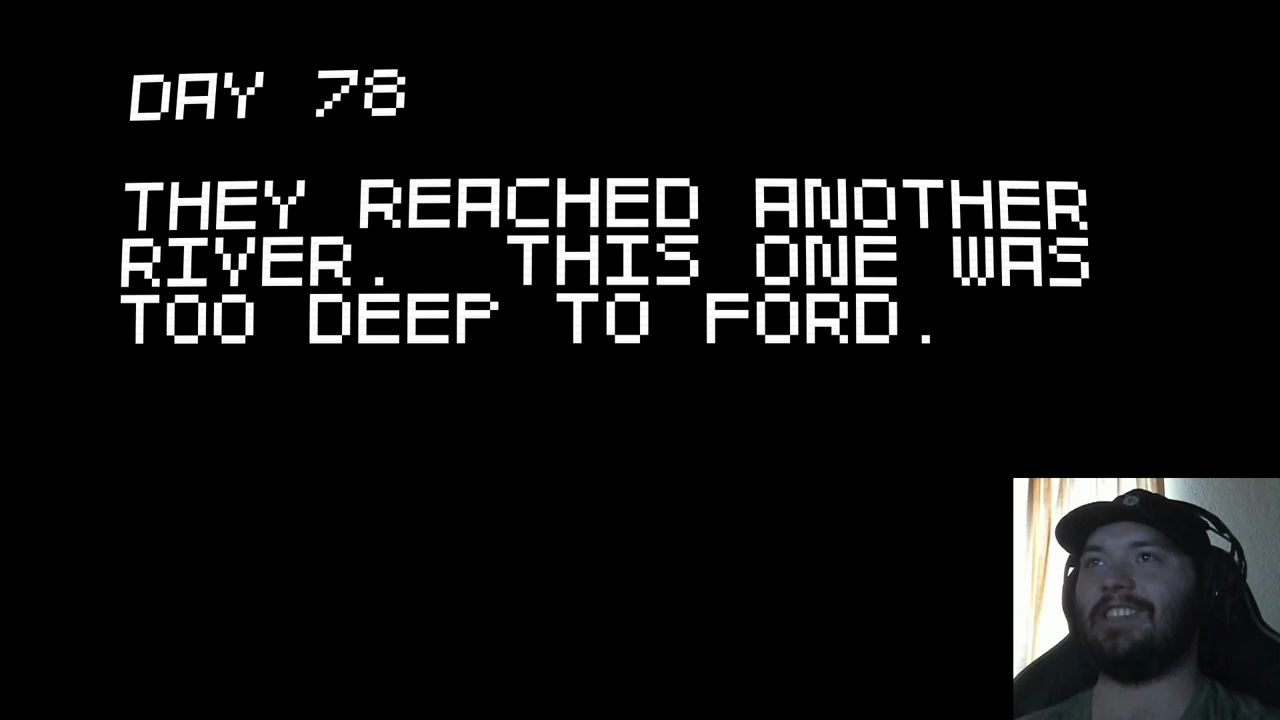 DAY 78
THEY REACHED ANOTHER
RIVER. THIS ONE WAS
TOO DEEP TO FORD.